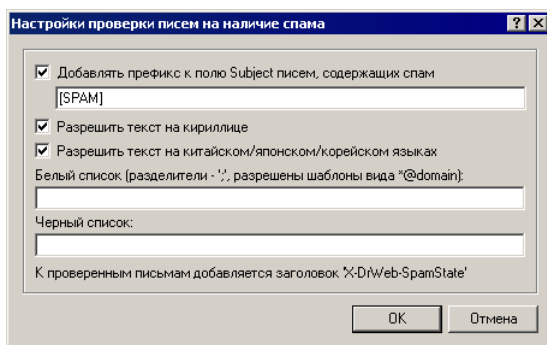 Настройки проверки писем на наличие спама
Добавлять префикс к полю Subject писем, содержащих спам
[SPAM]
Разрешить текст на кириллице
Разрешить текст на китайском/японском/корейском языках
Белый список (разделители - ';', разрешены шаблоны вида *@domain):
Черный список:
К проверенным письмам добавляется заголовок 'X-DrWeb-SpamState'
OK
Отмена